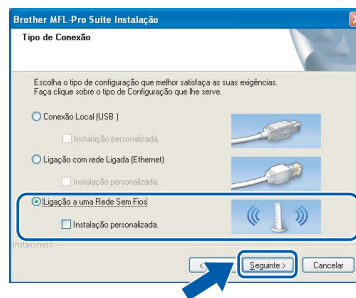 Brother MFL-Pro Suite Instalação
Tipo de Conexão
Escolha o tipo de configuração que melhor satisfaça as suas exigências.
Faça clique sobre o tipo de Configuração que lhe serve.
Conexão Local (USB )
Instalação personalizada.
Ligação com rede Ligada (Ethernet)
Instalação personalizada.
Ligação a uma Rede Sem Fios
Instalação personalizada.
InstallShield
< Seguinte > Cancelar